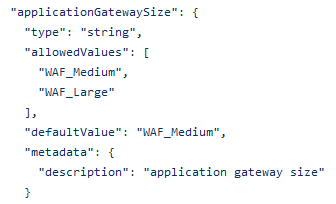 "applicationGatewaySize": {
"type": "string",
"allowedValues": [
"WAF_Medium",
"WAF_Large"
],
"defaultValue": "WAF_Medium",
"metadata": {
"description": "application gateway size"
}